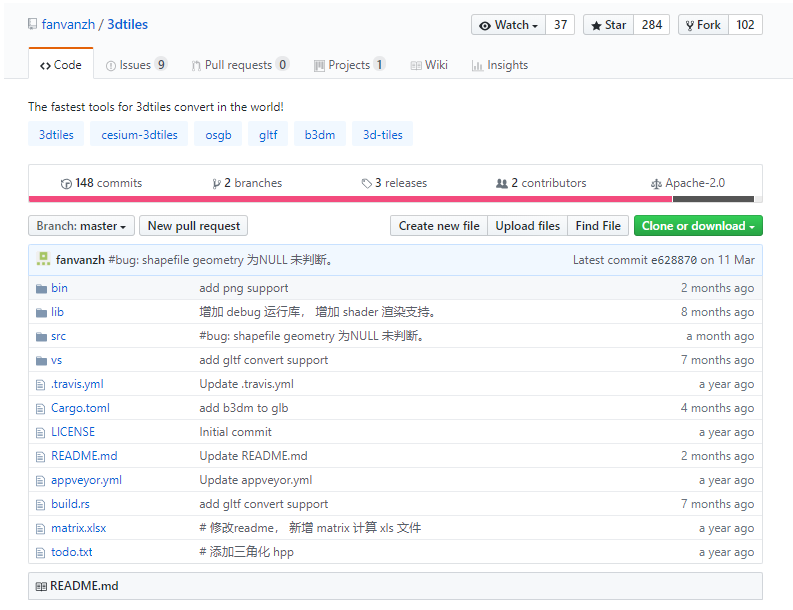 fanvanzh / 3dtiles
Watch 37 Star 284 Fork 102
Code Issues 9 Pull requests 0 Projects 1 Wiki Insights
The fastest tools for 3dtiles convert in the world!
3dtiles cesium-3dtiles osgb gltf b3dm 3d-tiles
148 commits 2 branches 3 releases 2 contributors Apache-2.0
Branch: master New pull request Create new file Upload files Find File Clone or download
fanvanzh #bug: shapefile geometry 为NULL 未判断。 Latest commit e628870 on 11 Mar
bin add png support 2 months ago
lib 增加 debug 运行库， 增加 shader 渲染支持。 8 months ago
src #bug: shapefile geometry 为NULL 未判断。 a month ago
vs add gltf convert support 7 months ago
.travis.yml Update .travis.yml a year ago
Cargo.toml add b3dm to glb 4 months ago
LICENSE Initial commit a year ago
README.md Update README.md 2 months ago
appveyor.yml Update appveyor.yml a year ago
build.rs add gltf convert support 7 months ago
matrix.xlsx # 修改readme， 新增 matrix 计算 xls 文件 a year ago
todo.txt # 添加三角化 hpp a year ago
README.md